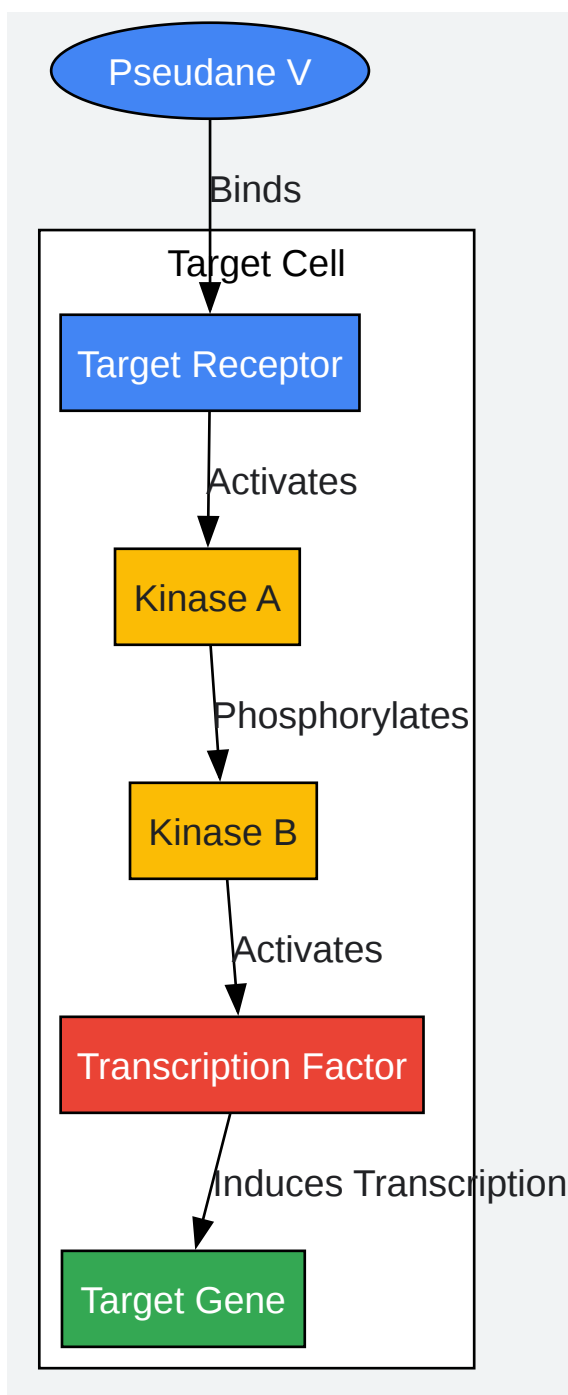 Pseudane V
Binds
Target Cell
Target Receptor
Activates
Kinase A
Phosphorylates
Kinase B
Activates
Transcription Factor
Induces Transcription
Target Gene